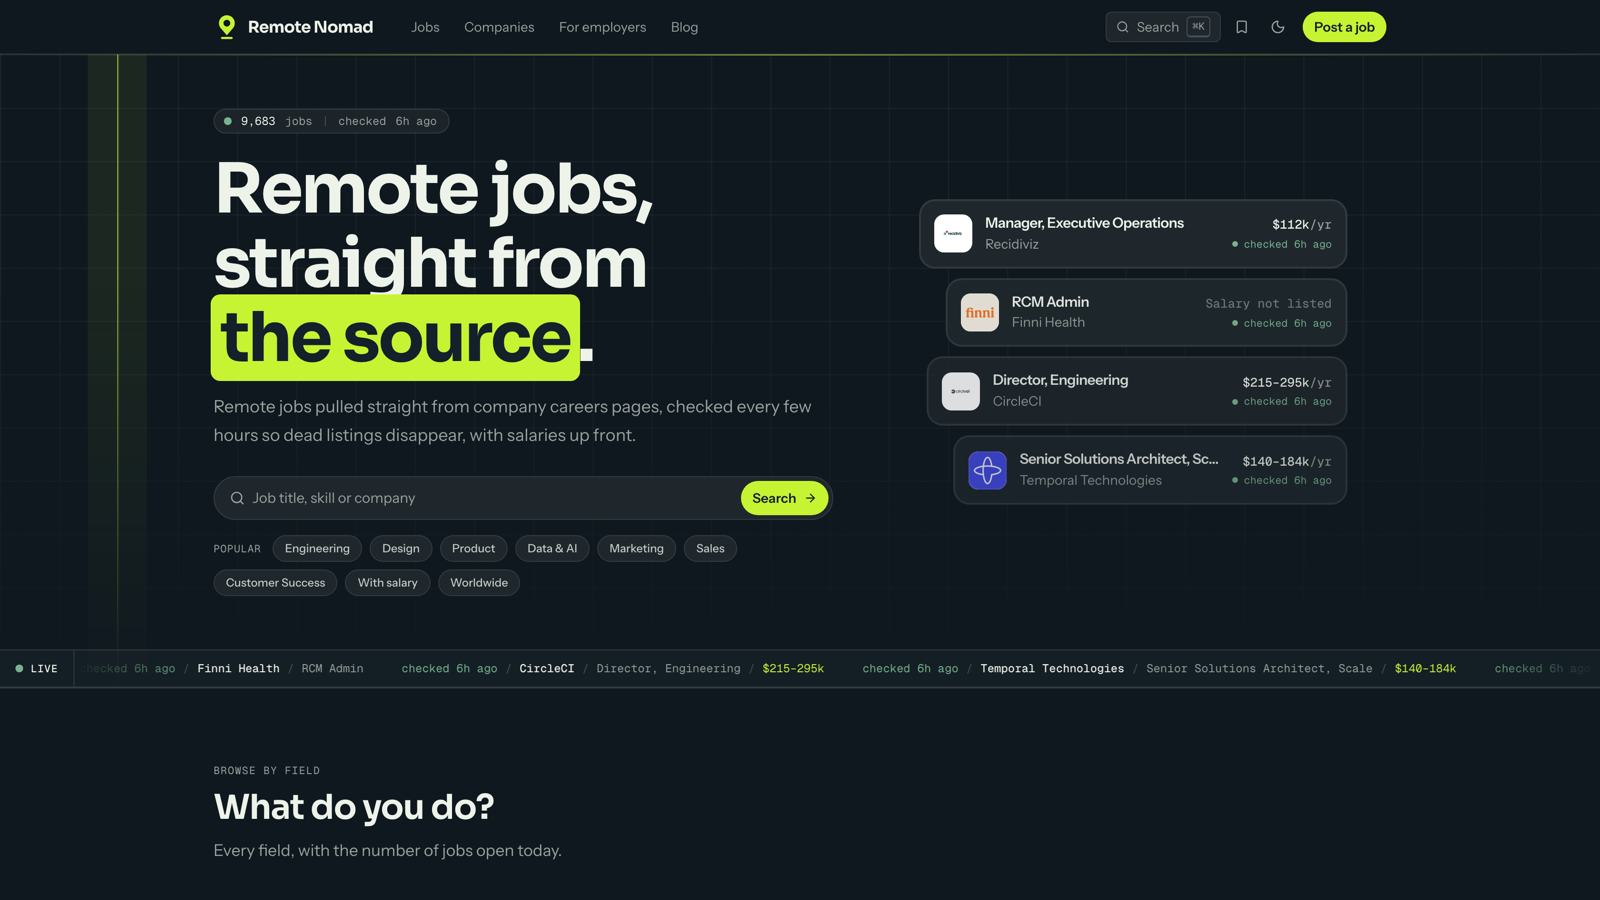 Remote Nomad
Jobs
Companies
For employers
Blog
Search ⌘K
Post a job
9,683 jobs | checked 6h ago
Remote jobs,
straight from
the source.
Remote jobs pulled straight from company careers pages, checked every few
hours so dead listings disappear, with salaries up front.
Job title, skill or company
Search →
POPULAR
Engineering
Design
Product
Data & AI
Marketing
Sales
Customer Success
With salary
Worldwide
Manager, Executive Operations
$112k/yr
Recidiviz
checked 6h ago
finni
RCM Admin
Salary not listed
Finni Health
checked 6h ago
Director, Engineering
$215-295k/yr
CircleCI
checked 6h ago
Senior Solutions Architect, Sc...
$140-184k/yr
Temporal Technologies
checked 6h ago
LIVE
checked 6h ago / Finni Health / RCM Admin
checked 6h ago / CircleCI / Director, Engineering / $215-295k
checked 6h ago / Temporal Technologies / Senior Solutions Architect, Scale / $140-184k
checked 6h ago
BROWSE BY FIELD
What do you do?
Every field, with the number of jobs open today.